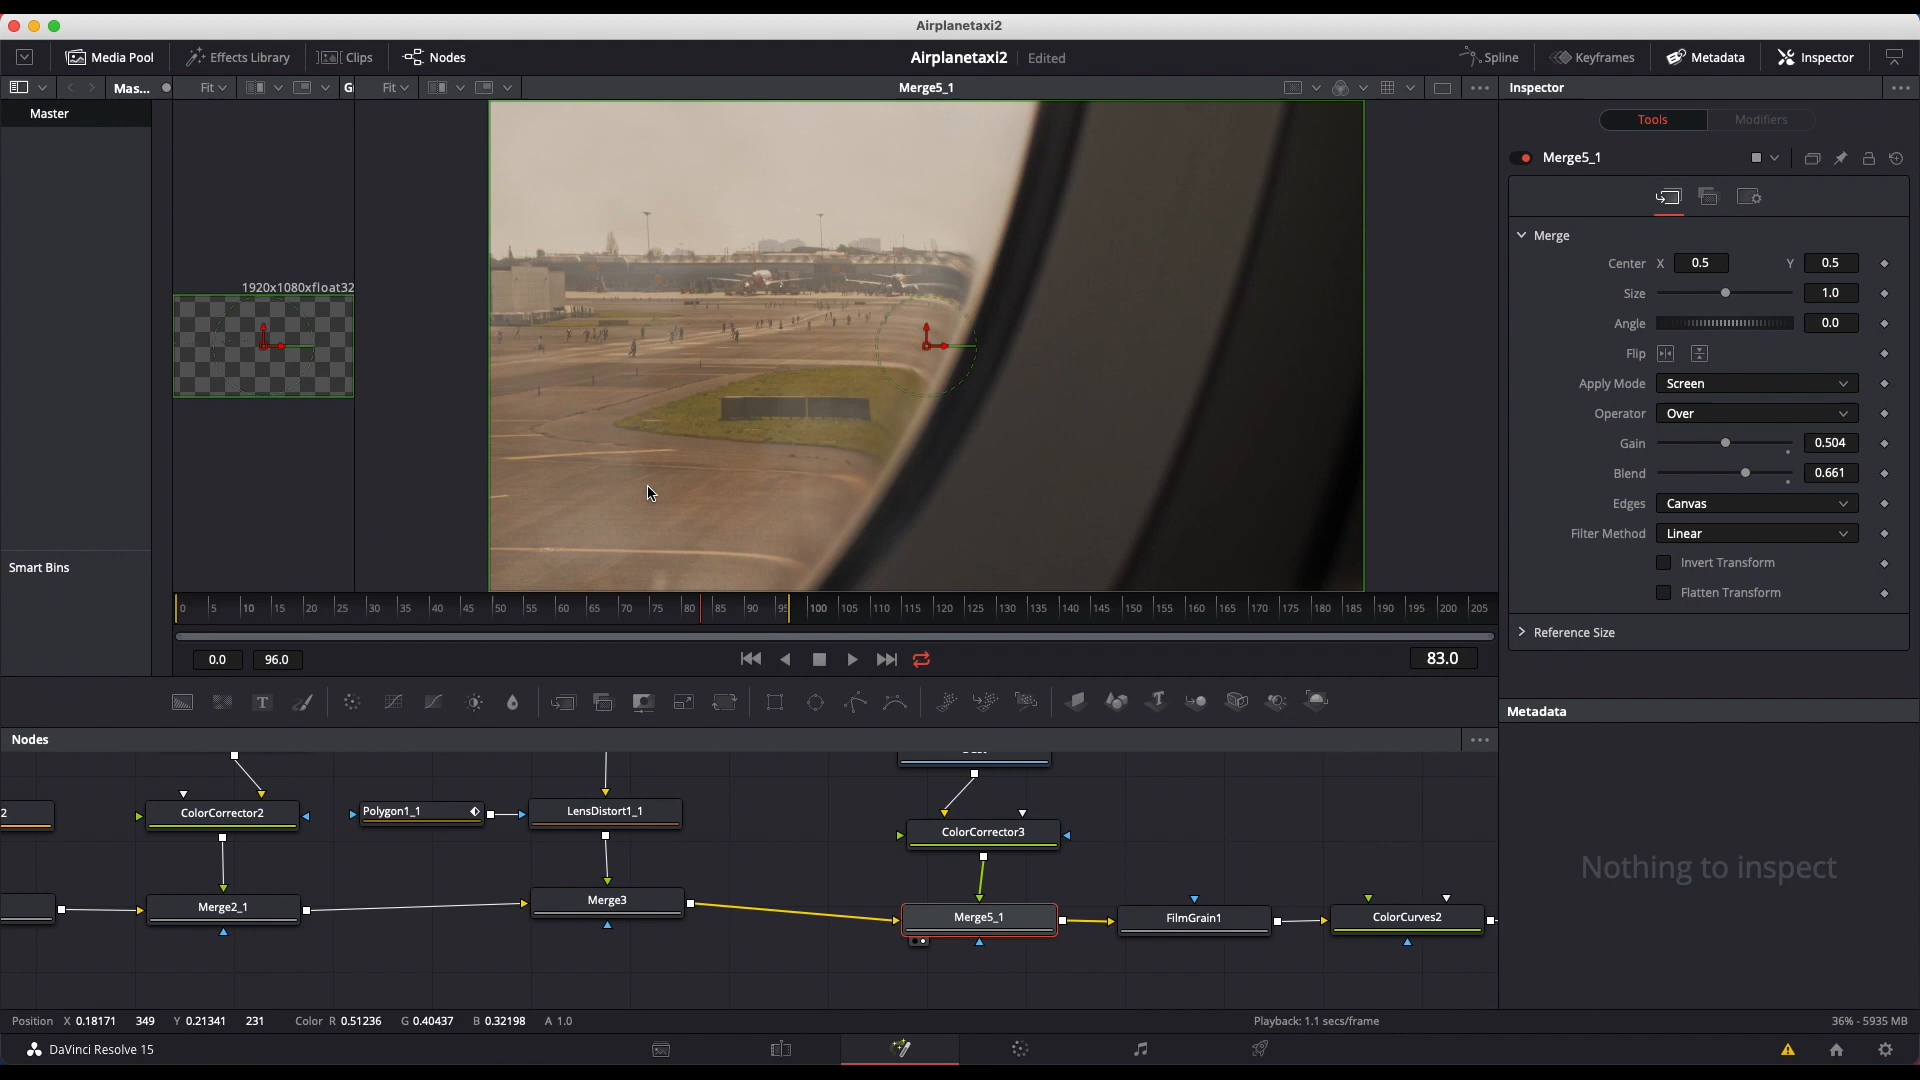 Airplanetaxi2
Media Pool Effects Library Clips Nodes Airplanetaxi2 Edited Spline Keyframes Metadata Inspector
Mas... Fit G Fit Merge5_1 Inspector
Master
Tools Modifiers
Merge5_1
Merge
Center X 0.5 Y 0.5
1920x1080xfloat32
Size 1.0
Angle 0.0
Flip
Apply Mode Screen
Operator Over
Gain 0.504
Blend 0.661
Edges Canvas
Filter Method Linear
Invert Transform
Smart Bins
Flatten Transform
0 5 10 15 20 25 30 35 40 45 50 55 60 65 70 75 80 85 90 95 100 105 110 115 120 125 130 135 140 145 150 155 160 165 170 175 180 185 190 195 200 205
Reference Size
0.0 96.0 83.0
Metadata
Nodes
2 ColorCorrector2 Polygon1_1 LensDistort1_1
ColorCorrector3
Merge2_1 Merge3 Merge5_1 FilmGrain1 ColorCurves2
Nothing to inspect
Position X 0.18171 349 Y 0.21341 231 Color R 0.51236 G 0.40437 B 0.32198 A 1.0 Playback: 1.1 secs/frame 36% - 5935 MB
DaVinci Resolve 15